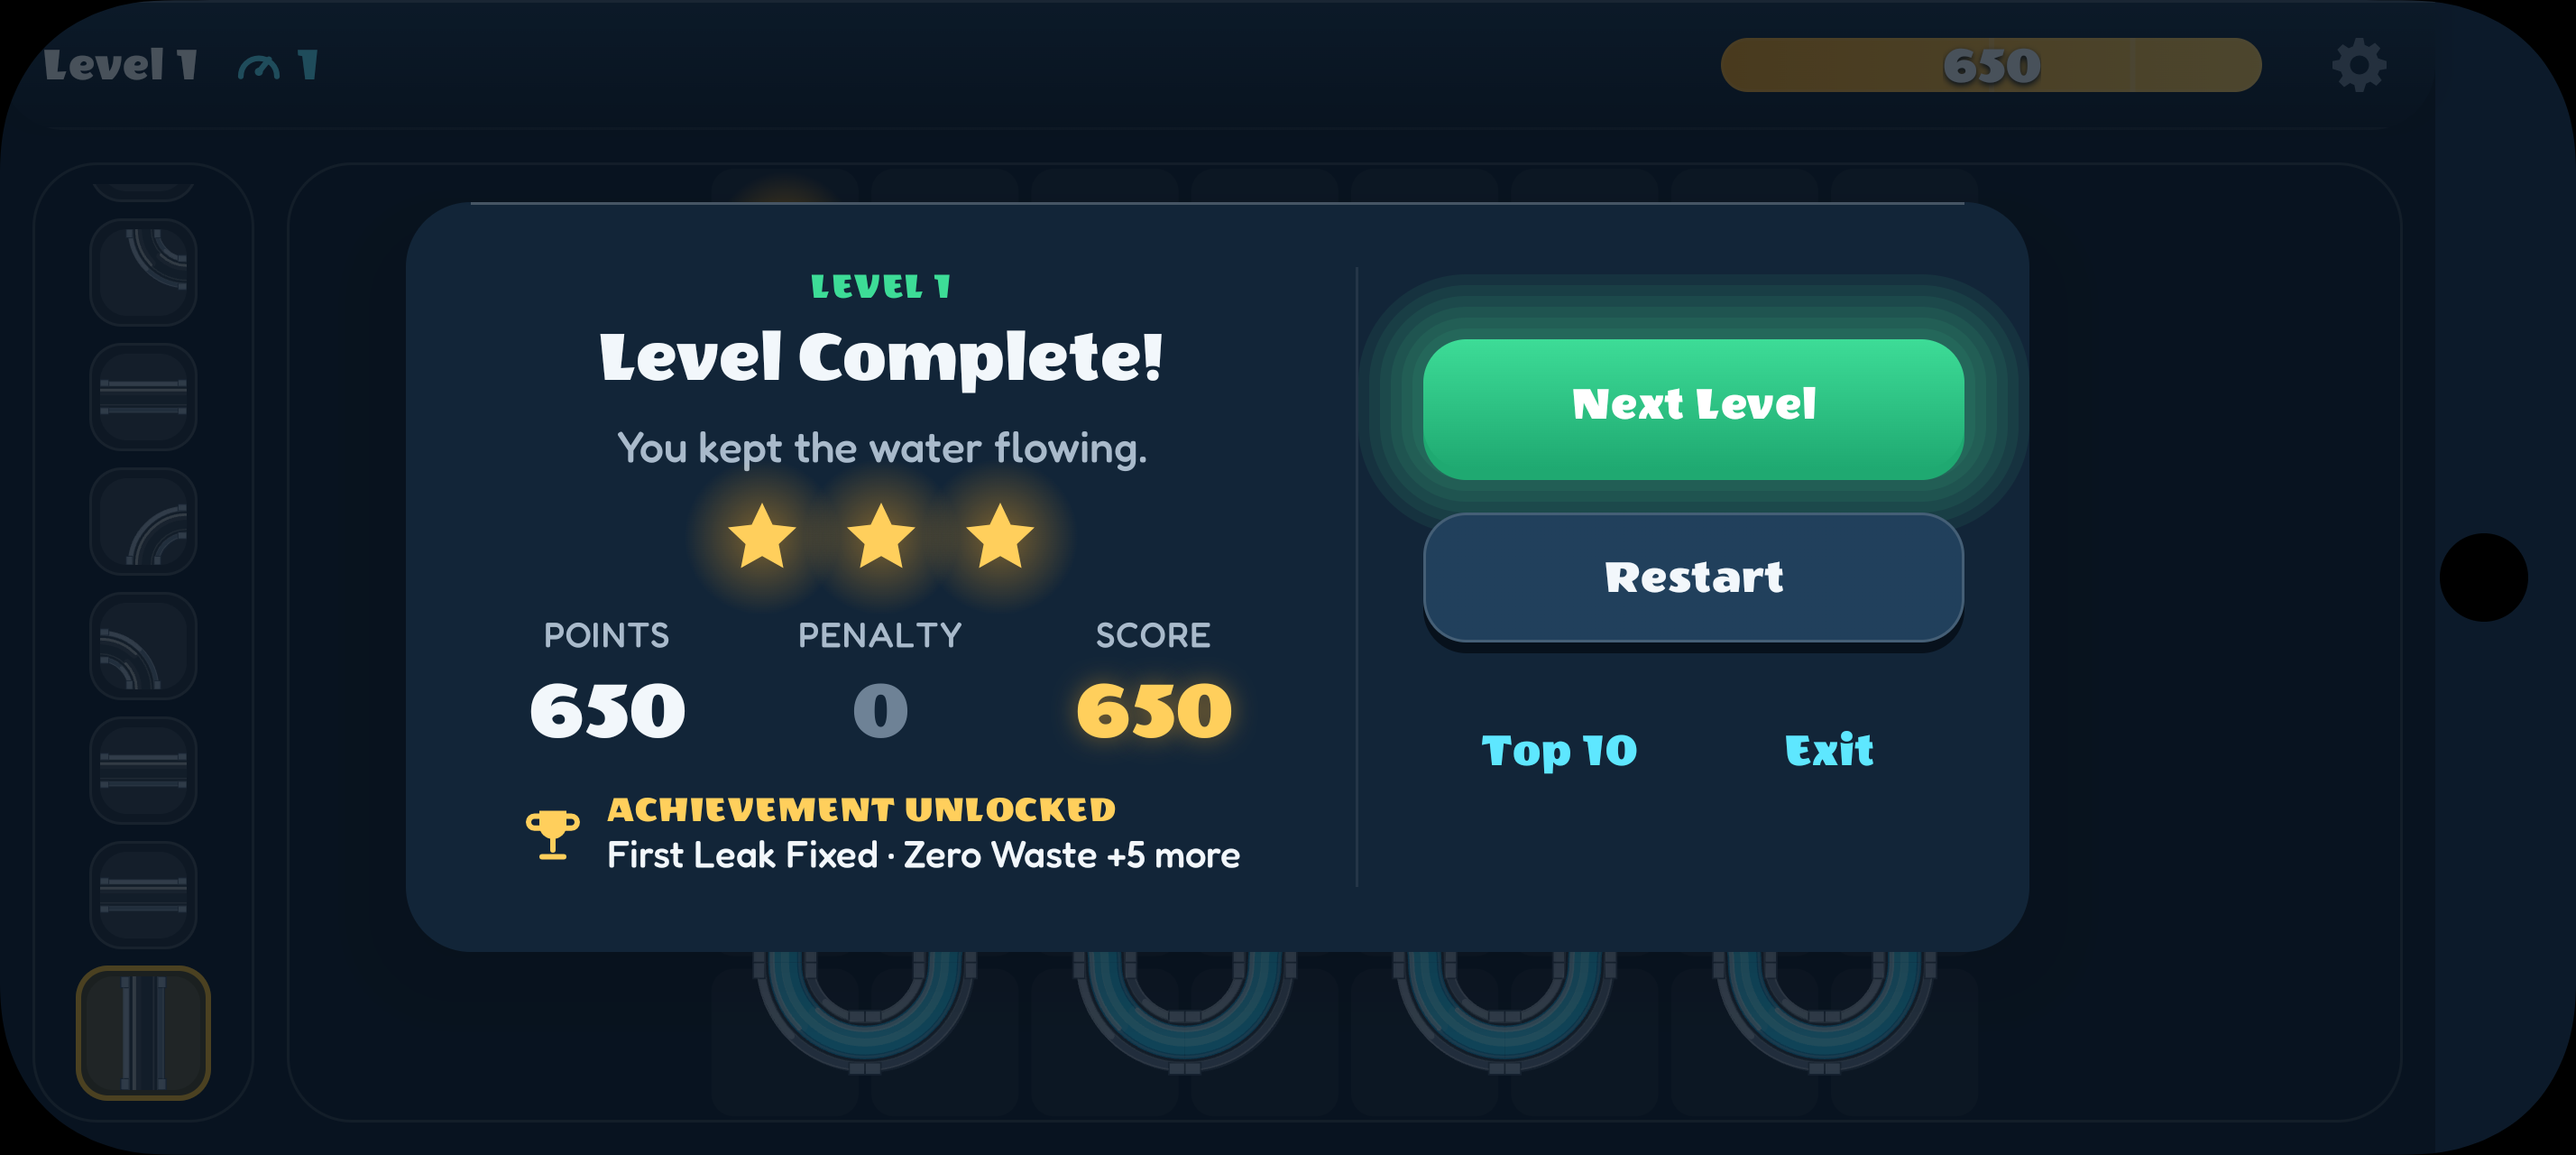 Level 1 1
650
LEVEL 1
Level Complete!
You kept the water flowing.
POINTS PENALTY SCORE
650 0 650
ACHIEVEMENT UNLOCKED
First Leak Fixed · Zero Waste +5 more
Next Level
Restart
Top 10 Exit